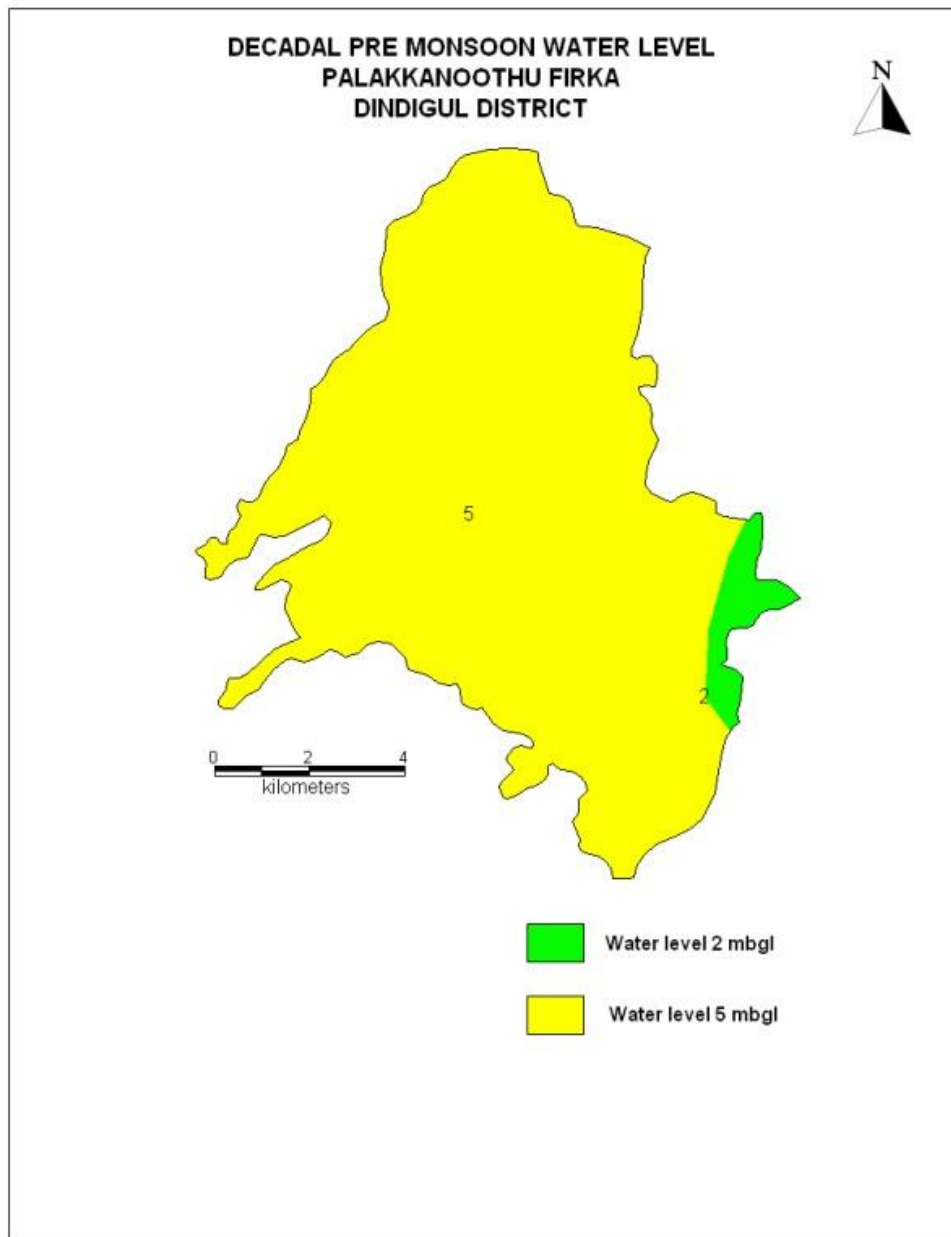 DECADAL PRE MONSOON WATER LEVEL
PALAKKANOOTHU FIRKA
DINDIGUL DISTRICT
N
5
2
0 2 4
kilometers
Water level 2 mbgl
Water level 5 mbgl